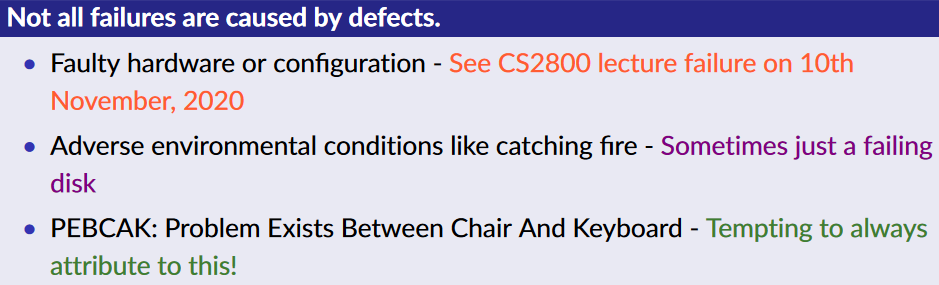 Not all failures are caused by defects.
• Faulty hardware or configuration - See CS2800 lecture failure on 10th
November, 2020
• Adverse environmental conditions like catching fire - Sometimes just a failing
disk
• PEBCAK: Problem Exists Between Chair And Keyboard - Tempting to always
attribute to this!